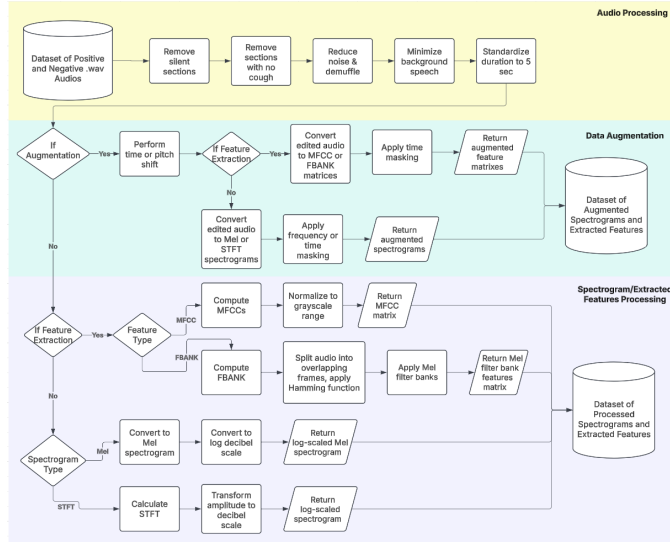 Audio Processing
Dataset of Positive
and Negative .wav
Audios
Remove
silent
sections
Remove
sections
with no
cough
Reduce
noise &
demuffle
Minimize
background
speech
Standardize
duration to 5
sec
Data Augmentation
If
Augmentation
Yes
Perform
time or pitch
shift
If Feature
Extraction
Yes
Convert
edited audio
to MFCC or
FBANK
matrices
Apply time
masking
Return
augmented
feature
matrixes
No
Convert
edited audio
to Mel or
STFT
spectrograms
Apply
frequency or
time
masking
Return
augmented
spectrograms
Dataset of
Augmented
Spectrograms and
Extracted Features
No
Spectrogram/Extracted
Features Processing
If Feature
Extraction
Yes
Feature
Type
MFCC
Compute
MFCCs
Normalize to
grayscale
range
Return
MFCC
matrix
FBANK
Compute
FBANK
Split audio into
overlapping
frames, apply
Hamming function
Apply Mel
filter banks
Return Mel
filter bank
features
matrix
Dataset of
Processed
Spectrograms and
Extracted Features
No
Spectrogram
Type
Mel
Convert to
Mel
spectrogram
Convert to
log decibel
scale
Return
log-scaled Mel
spectrogram
STFT
Calculate
STFT
Transform
amplitude to
decibel
scale
Return
log-scaled
spectrogram